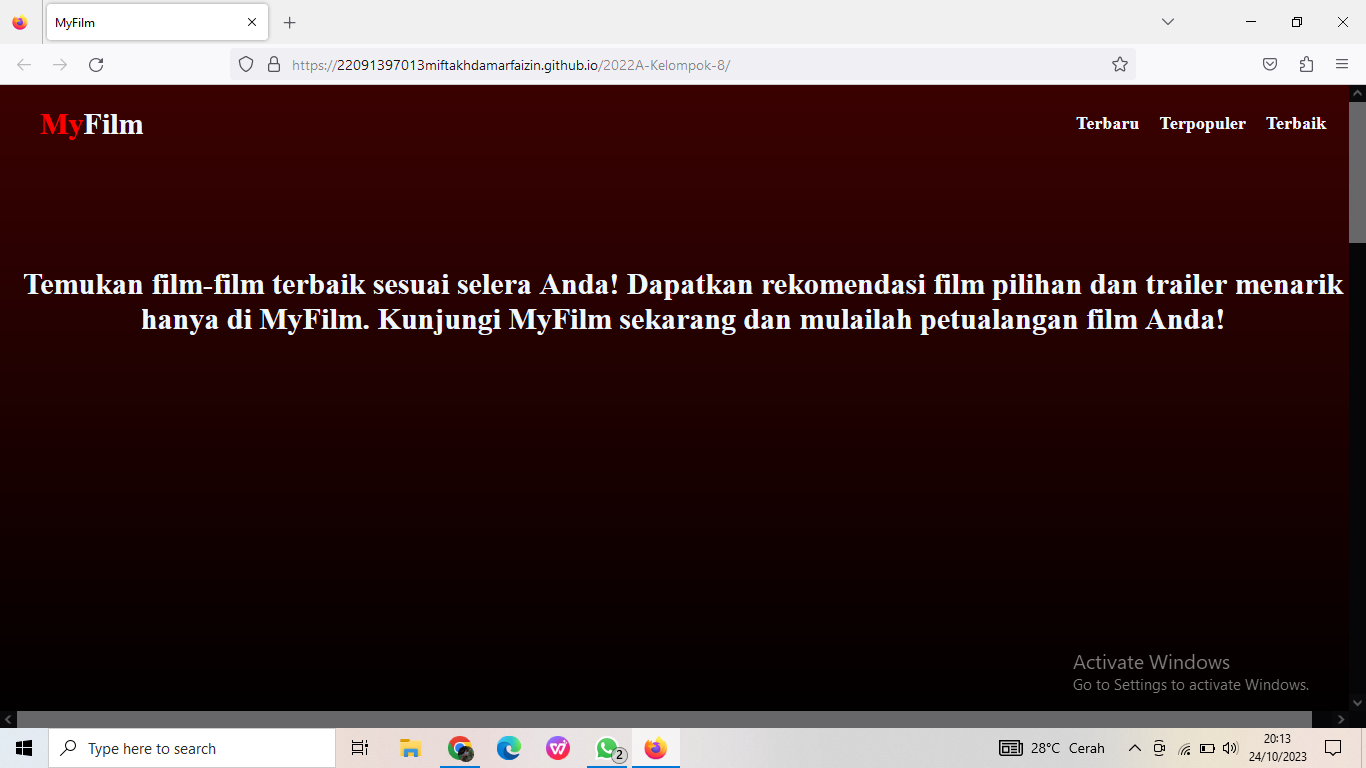 MyFilm
https://22091397013miftakhdamarfaizin.github.io/2022A-Kelompok-8/
MyFilm
Terbaru Terpopuler Terbaik
Temukan film-film terbaik sesuai selera Anda! Dapatkan rekomendasi film pilihan dan trailer menarik
hanya di MyFilm. Kunjungi MyFilm sekarang dan mulailah petualangan film Anda!
Activate Windows
Go to Settings to activate Windows.
Type here to search
2
28°C Cerah
20:13
24/10/2023